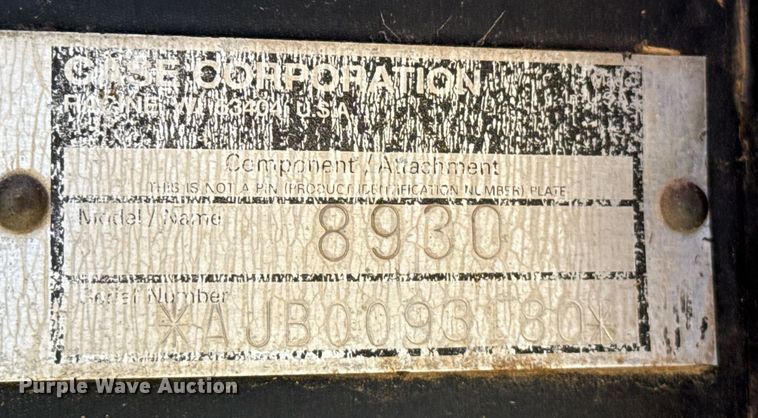 CASE CORPORATION
RACINE, WI 53404 U.S.A.
Component / Attachment
THIS IS NOT A PIN (PRODUCT IDENTIFICATION NUMBER) PLATE
Model / Name
8930
Serial Number
Purple Wave Auction